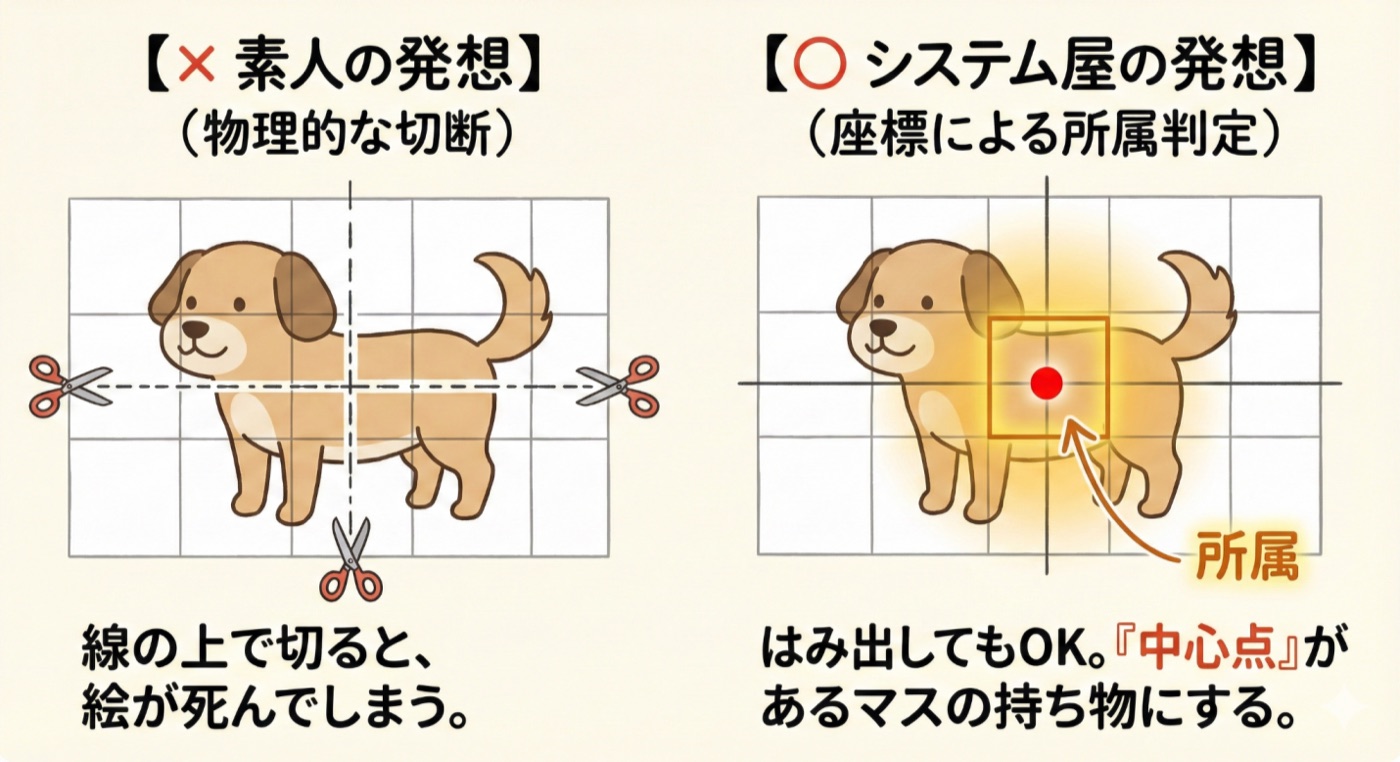 【× 素人の発想】
（物理的な切断）
線の上で切ると、
絵が死んでしまう。
【○ システム屋の発想】
（座標による所属判定）
所属
はみ出してもOK。『中心点』が
あるマスの持ち物にする。